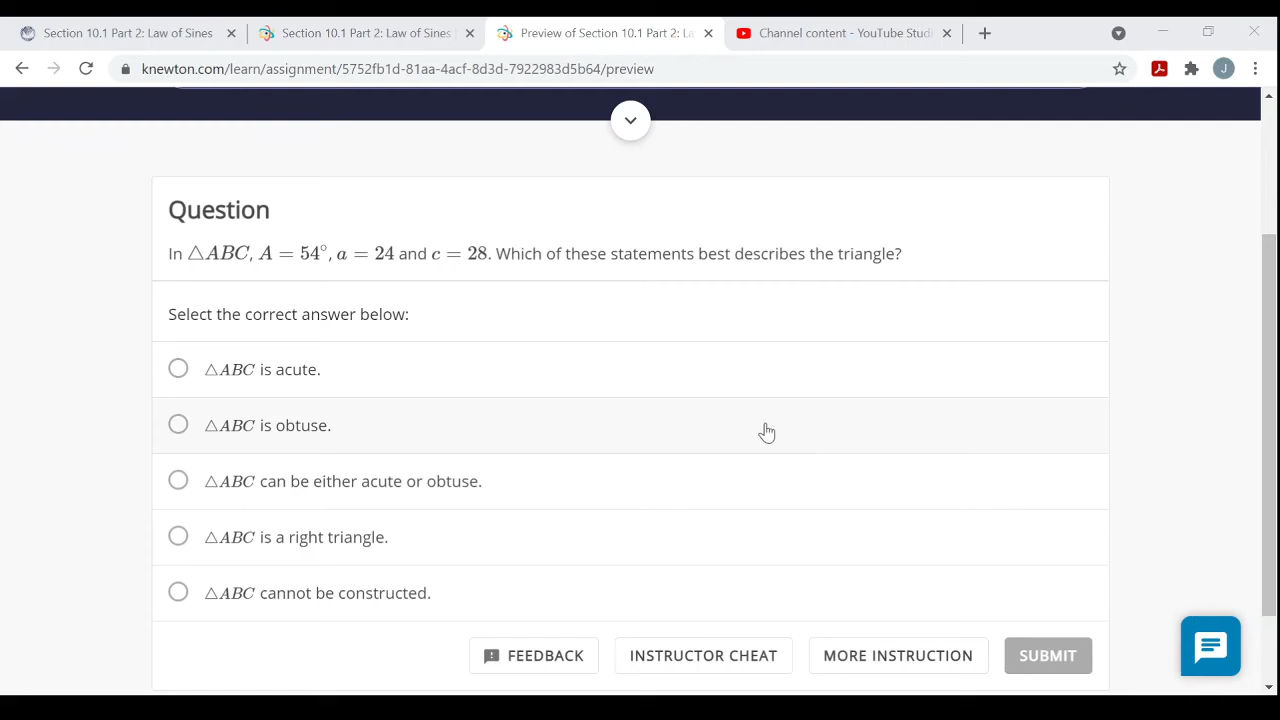 Section 10.1 Part 2: Law of Sines
Section 10.1 Part 2: Law of Sines
Preview of Section 10.1 Part 2: La
Channel content - YouTube Studi
knewton.com/learn/assignment/5752fb1d-81aa-4acf-8d3d-7922983d5b64/preview
J
Question
In △ABC, A = 54°, a = 24 and c = 28. Which of these statements best describes the triangle?
Select the correct answer below:
△ABC is acute.
△ABC is obtuse.
△ABC can be either acute or obtuse.
△ABC is a right triangle.
△ABC cannot be constructed.
FEEDBACK INSTRUCTOR CHEAT MORE INSTRUCTION SUBMIT